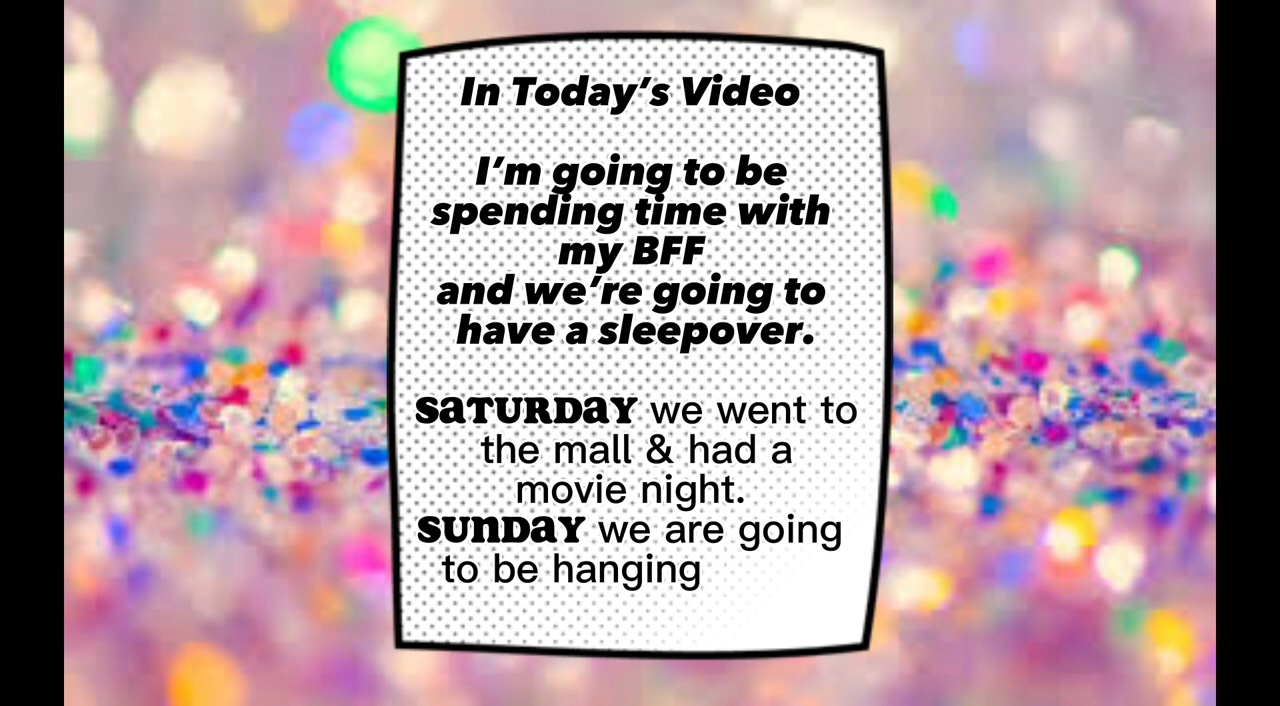 In Today's Video
I'm going to be
spending time with
my BFF
and we're going to
have a sleepover.
SaTURDaY we went to
the mall & had a
movie night.
SUNDaY we are going
to be hanging